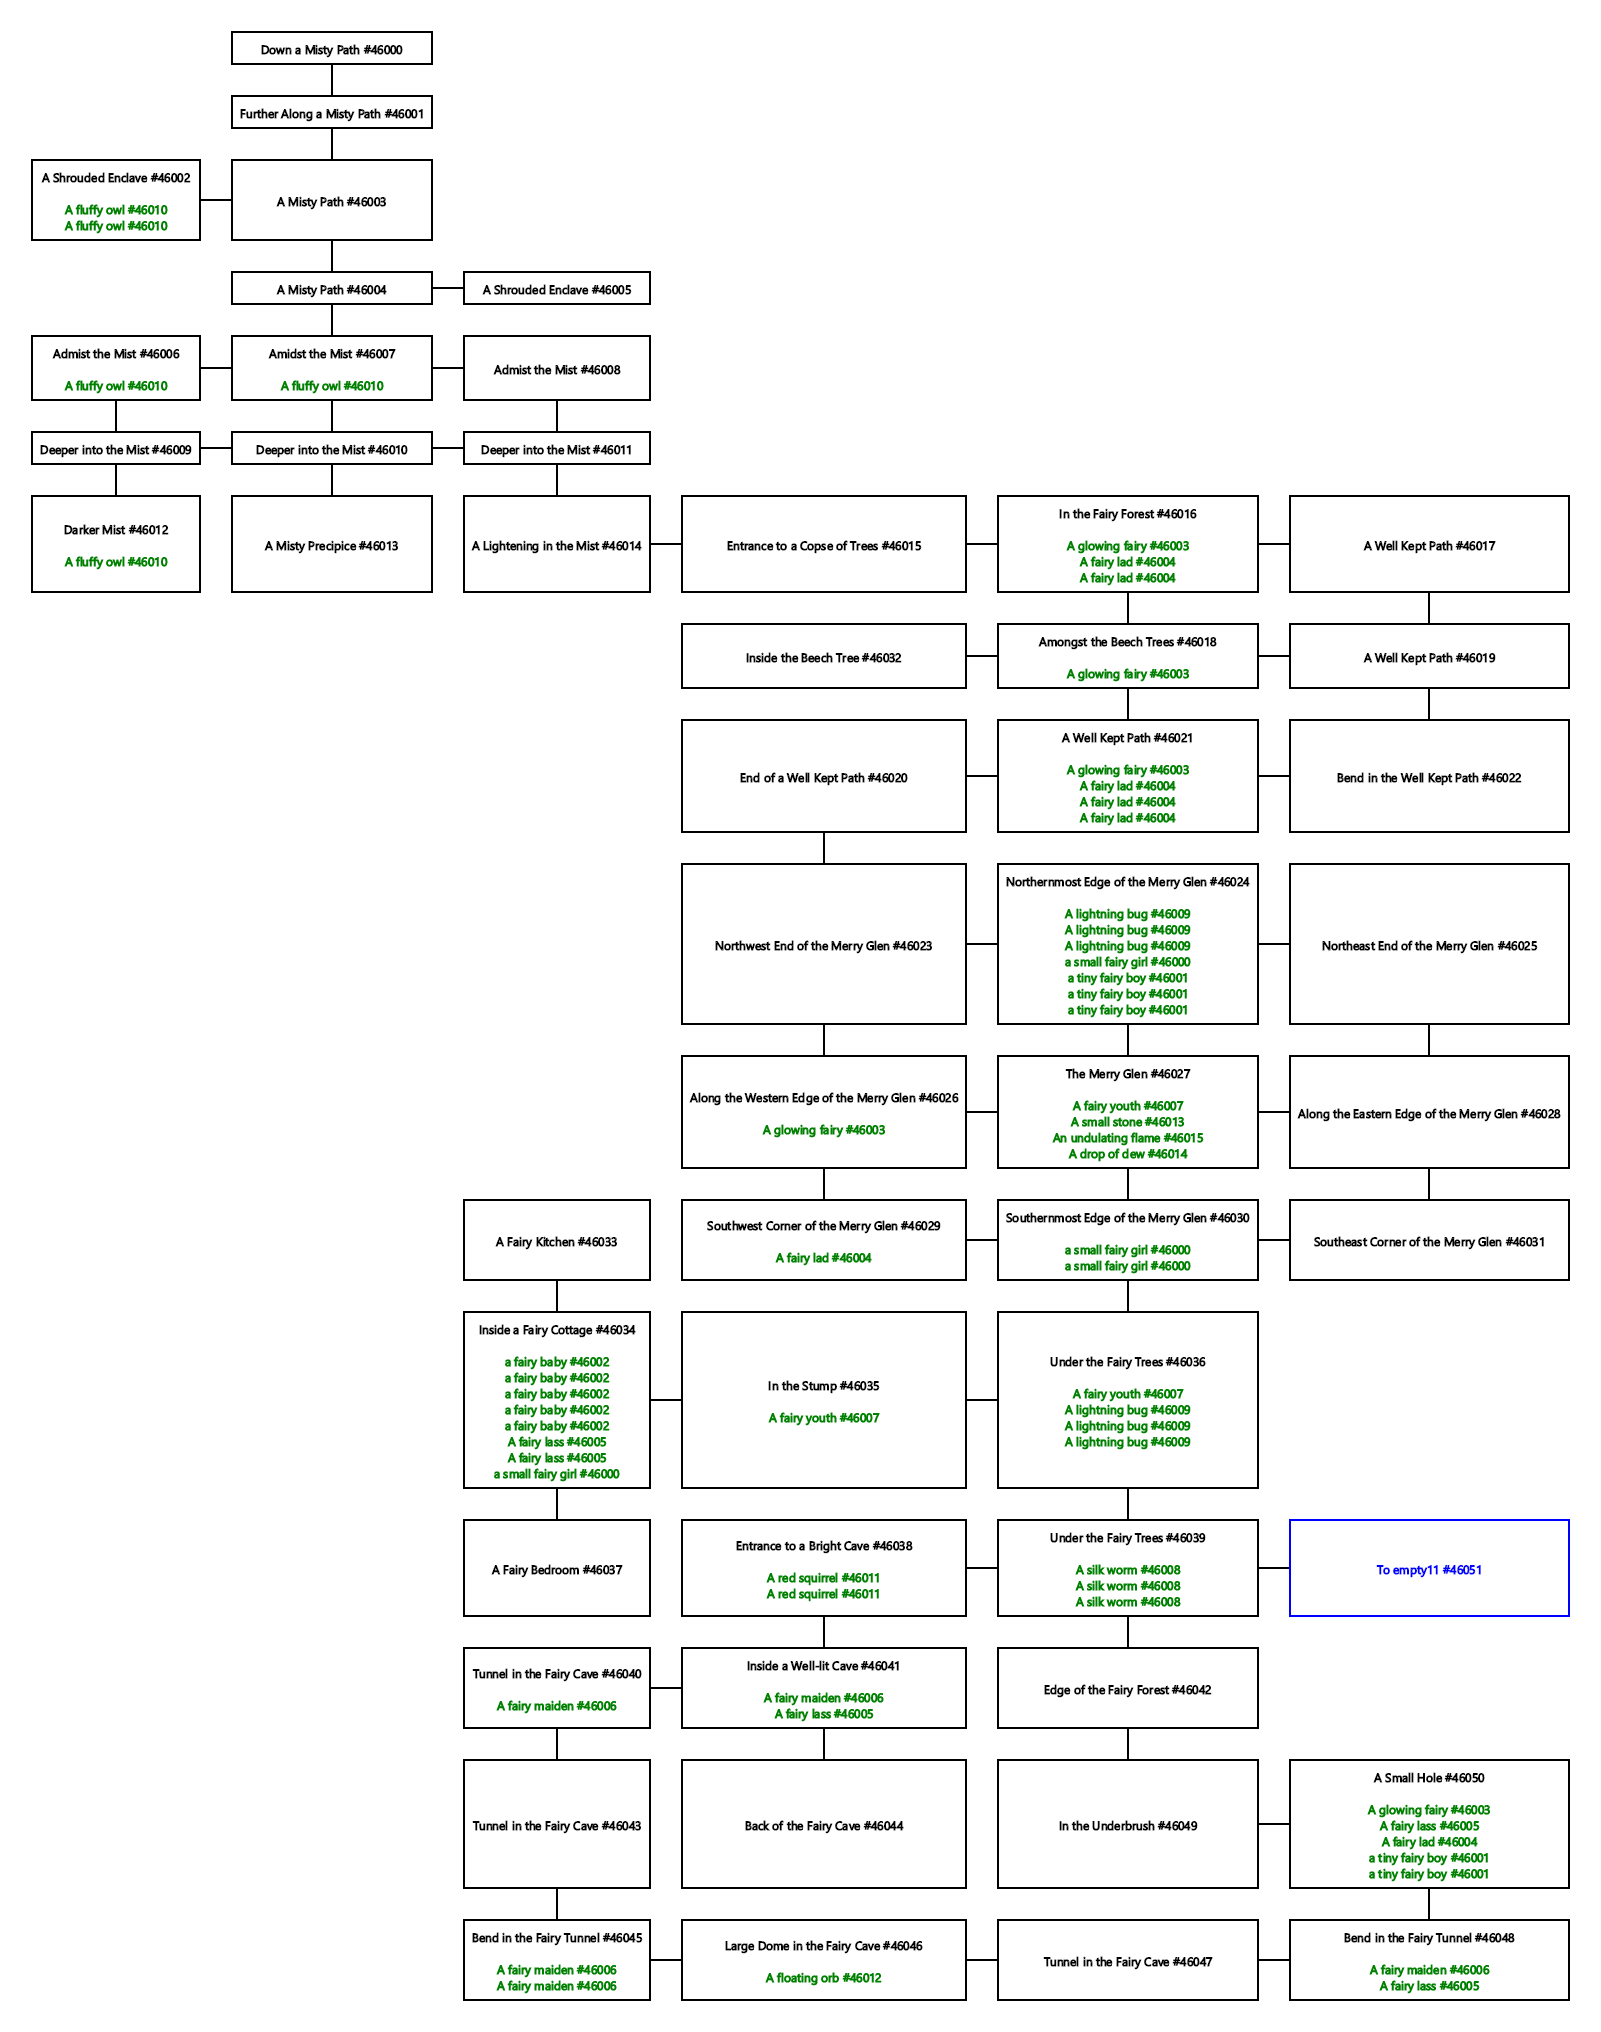 Down a Misty Path #46000
Further Along a Misty Path #46001
A Shrouded Enclave #46002
A fluffy owl #46010
A fluffy owl #46010
A Misty Path #46003
A Misty Path #46004
A Shrouded Enclave #46005
Admist the Mist #46006
A fluffy owl #46010
Amidst the Mist #46007
A fluffy owl #46010
Admist the Mist #46008
Deeper into the Mist #46009
Deeper into the Mist #46010
Deeper into the Mist #46011
Darker Mist #46012
A fluffy owl #46010
A Misty Precipice #46013
A Lightening in the Mist #46014
Entrance to a Copse of Trees #46015
In the Fairy Forest #46016
A glowing fairy #46003
A fairy lad #46004
A fairy lad #46004
A Well Kept Path #46017
Inside the Beech Tree #46032
Amongst the Beech Trees #46018
A glowing fairy #46003
A Well Kept Path #46019
End of a Well Kept Path #46020
A Well Kept Path #46021
A glowing fairy #46003
A fairy lad #46004
A fairy lad #46004
A fairy lad #46004
Bend in the Well Kept Path #46022
Northwest End of the Merry Glen #46023
Northernmost Edge of the Merry Glen #46024
A lightning bug #46009
A lightning bug #46009
A lightning bug #46009
a small fairy girl #46000
a tiny fairy boy #46001
a tiny fairy boy #46001
a tiny fairy boy #46001
Northeast End of the Merry Glen #46025
Along the Western Edge of the Merry Glen #46026
A glowing fairy #46003
The Merry Glen #46027
A fairy youth #46007
A small stone #46013
An undulating flame #46015
A drop of dew #46014
Along the Eastern Edge of the Merry Glen #46028
A Fairy Kitchen #46033
Southwest Corner of the Merry Glen #46029
A fairy lad #46004
Southernmost Edge of the Merry Glen #46030
a small fairy girl #46000
a small fairy girl #46000
Southeast Corner of the Merry Glen #46031
Inside a Fairy Cottage #46034
a fairy baby #46002
a fairy baby #46002
a fairy baby #46002
a fairy baby #46002
a fairy baby #46002
A fairy lass #46005
A fairy lass #46005
a small fairy girl #46000
In the Stump #46035
A fairy youth #46007
Under the Fairy Trees #46036
A fairy youth #46007
A lightning bug #46009
A lightning bug #46009
A lightning bug #46009
A Fairy Bedroom #46037
Entrance to a Bright Cave #46038
A red squirrel #46011
A red squirrel #46011
Under the Fairy Trees #46039
A silk worm #46008
A silk worm #46008
A silk worm #46008
To empty11 #46051
Tunnel in the Fairy Cave #46040
A fairy maiden #46006
Inside a Well-lit Cave #46041
A fairy maiden #46006
A fairy lass #46005
Edge of the Fairy Forest #46042
Tunnel in the Fairy Cave #46043
Back of the Fairy Cave #46044
In the Underbrush #46049
A Small Hole #46050
A glowing fairy #46003
A fairy lass #46005
A fairy lad #46004
a tiny fairy boy #46001
a tiny fairy boy #46001
Bend in the Fairy Tunnel #46045
A fairy maiden #46006
A fairy maiden #46006
Large Dome in the Fairy Cave #46046
A floating orb #46012
Tunnel in the Fairy Cave #46047
Bend in the Fairy Tunnel #46048
A fairy maiden #46006
A fairy lass #46005